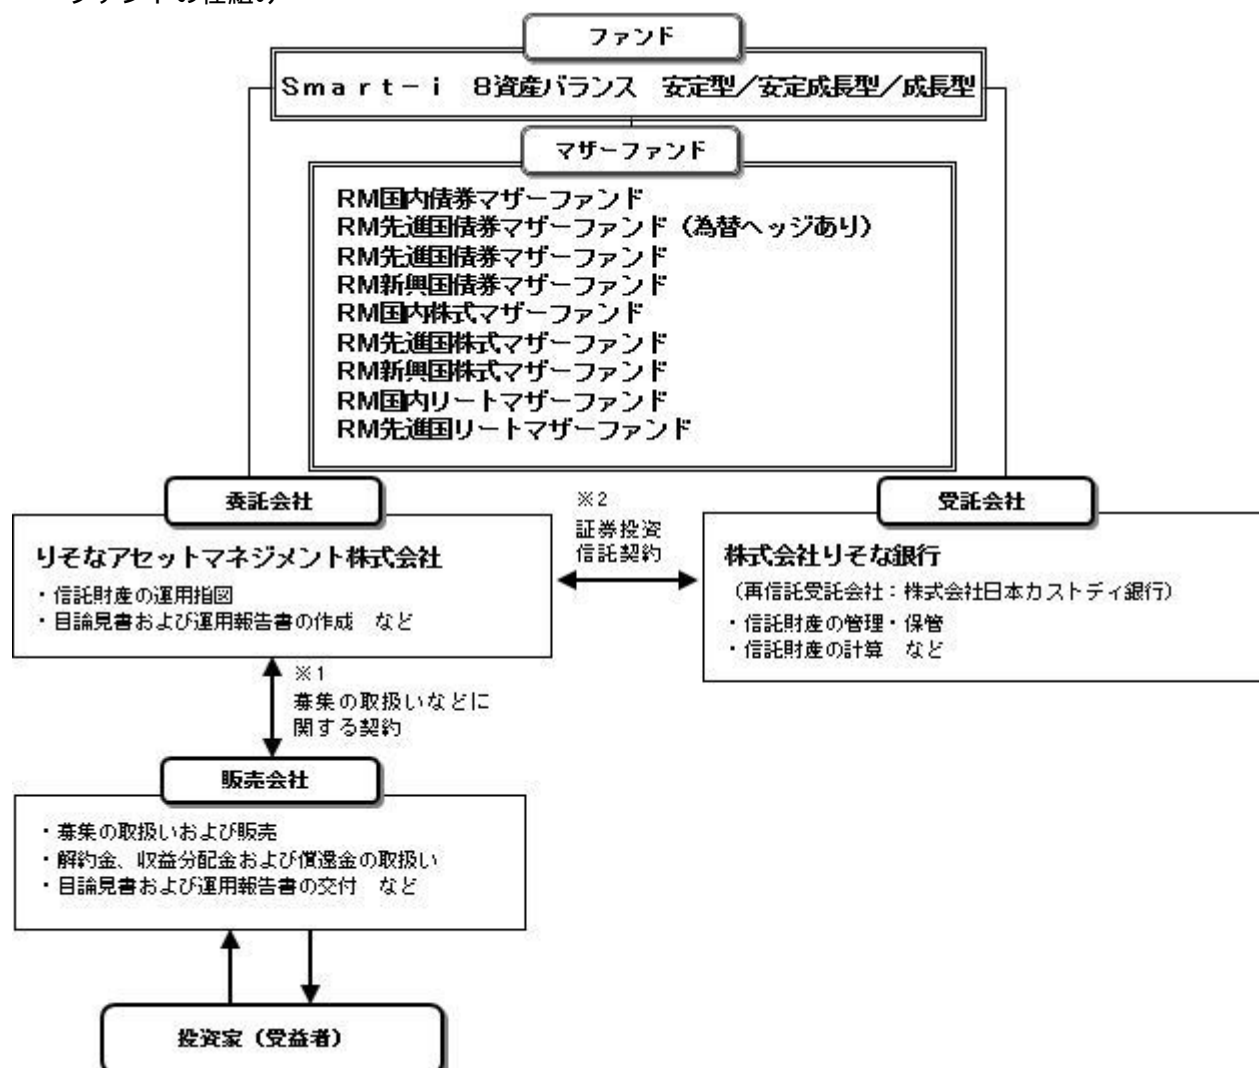 ファンドの仕組み
ファンド
Smart-i 8資産バランス 安定型/安定成長型/成長型
マザーファンド
RM国内債券マザーファンド
RM先進国債券マザーファンド(為替ヘッジあり)
RM先進国債券マザーファンド
RM新興国債券マザーファンド
RM国内株式マザーファンド
RM先進国株式マザーファンド
RM新興国株式マザーファンド
RM国内リートマザーファンド
RM先進国リートマザーファンド
委託会社
りそなアセットマネジメント株式会社
・信託財産の運用指図
・目論見書および運用報告書の作成 など
※2
証券投資
信託契約
受託会社
株式会社りそな銀行
(再信託受託会社:株式会社日本カストディ銀行)
・信託財産の管理・保管
・信託財産の計算 など
※1
募集の取扱いなどに
関する契約
販売会社
・募集の取扱いおよび販売
・解約金、収益分配金および償還金の取扱い
・目論見書および運用報告書の交付 など
投資家(受益者)